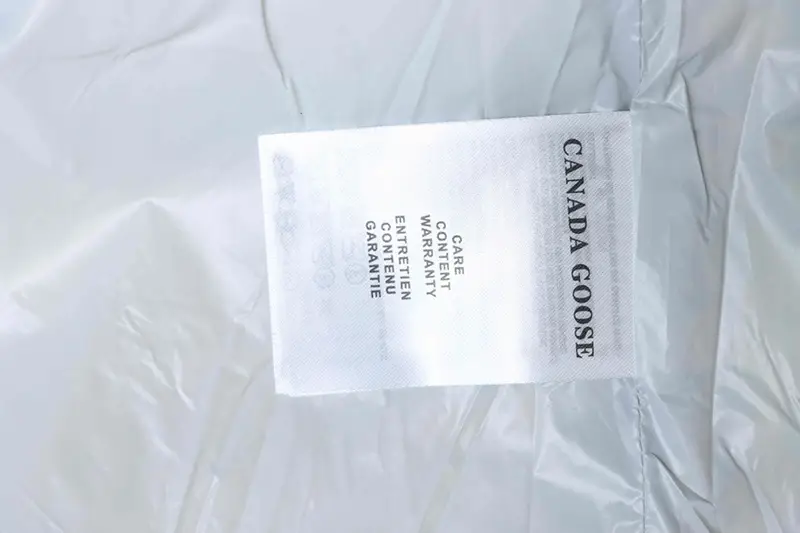 CANADA GOOSE
CARE
CONTENT
WARRANTY
ENTRETIEN
CONTENU
GARANTIE